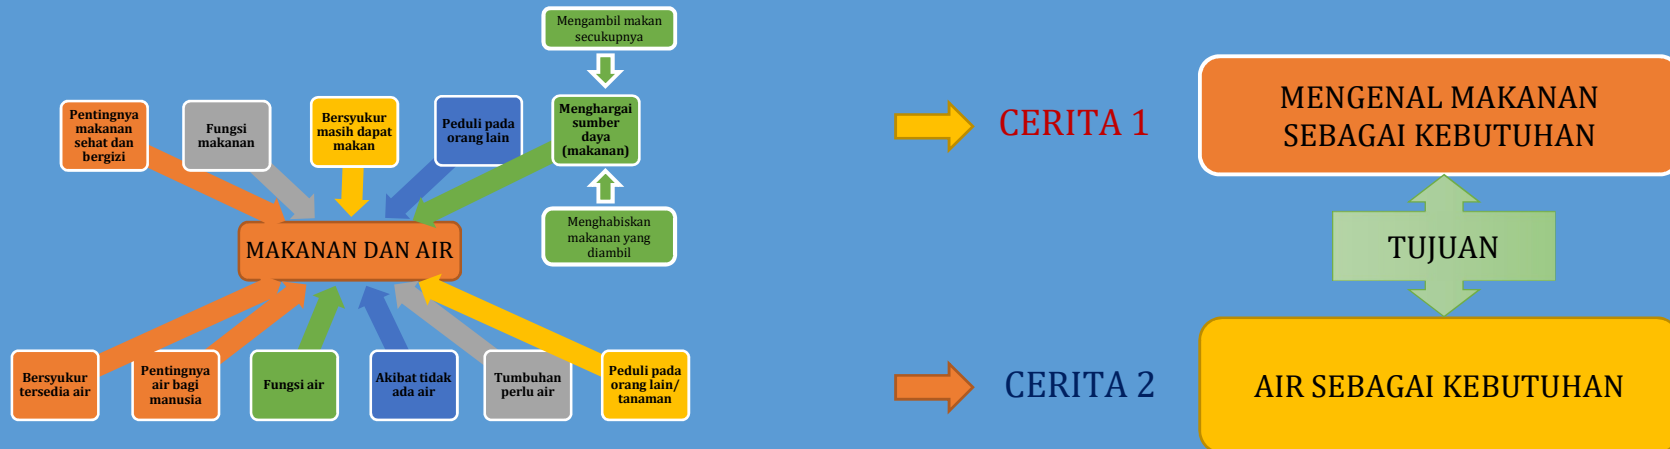 Mengambil makan
secukupnya
Pentingnya
makanan
sehat dan
bergizi
Fungsi
makanan
Bersyukur
masih dapat
makan
Peduli pada
orang lain
Menghargai
sumber
daya
(makanan)
Menghabiskan
makanan yang
diambil
MAKANAN DAN AIR
Bersyukur
tersedia air
Pentingnya
air bagi
manusia
Fungsi air
Akibat tidak
ada air
Tumbuhan
perlu air
Peduli pada
orang lain/
tanaman
CERITA 1
MENGENAL MAKANAN
SEBAGAI KEBUTUHAN
TUJUAN
CERITA 2
AIR SEBAGAI KEBUTUHAN